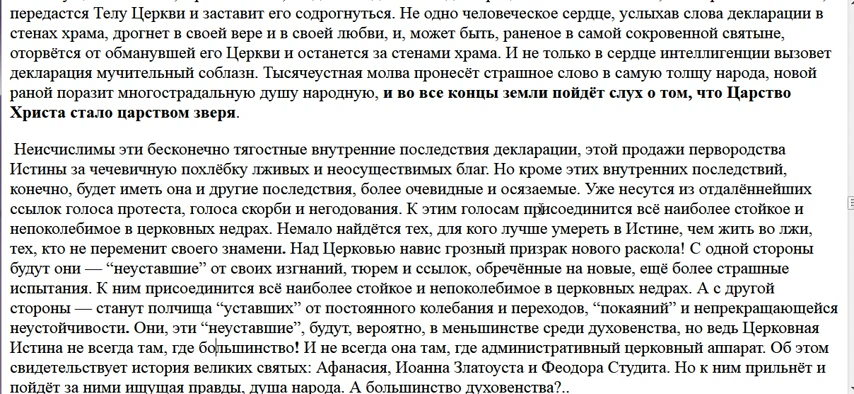 передастся Телу Церкви и заставит его содрогнуться. Не одно человеческое сердце, услыхав слова декларации в
стенах храма, дрогнет в своей вере и в своей любви, и, может быть, раненое в самой сокровенной святыне,
оторвётся от обманувшей его Церкви и останется за стенами храма. И не только в сердце интеллигенции вызовет
декларация мучительный соблазн. Тысячеустная молва пронесёт страшное слово в самую толщу народа, новой
раной поразит многострадальную душу народную, и во все концы земли пойдёт слух о том, что Царство
Христа стало царством зверя.
Неисчислимы эти бесконечно тягостные внутренние последствия декларации, этой продажи первородства
Истины за чечевичную похлёбку лживых и неосуществимых благ. Но кроме этих внутренних последствий,
конечно, будет иметь она и другие последствия, более очевидные и осязаемые. Уже несутся из отдалённейших
ссылок голоса протеста, голоса скорби и негодования. К этим голосам присоединится всё наиболее стойкое и
непоколебимое в церковных недрах. Немало найдётся тех, для кого лучше умереть в Истине, чем жить во лжи,
тех, кто не переменит своего знамени. Над Церковью навис грозный призрак нового раскола! С одной стороны
будут они — “неуставшие” от своих изгнаний, тюрем и ссылок, обречённые на новые, ещё более страшные
испытания. К ним присоединится всё наиболее стойкое и непоколебимое в церковных недрах. А с другой
стороны — станут полчища “уставших” от постоянного колебания и переходов, “покаяний” и непрекращающейся
неустойчивости. Они, эти “неуставшие”, будут, вероятно, в меньшинстве среди духовенства, но ведь Церковная
Истина не всегда там, где большинство! И не всегда она там, где административный церковный аппарат. Об этом
свидетельствует история великих святых: Афанасия, Иоанна Златоуста и Феодора Студита. Но к ним прильнёт и
пойдёт за ними ищущая правды, душа народа. А большинство духовенства?..